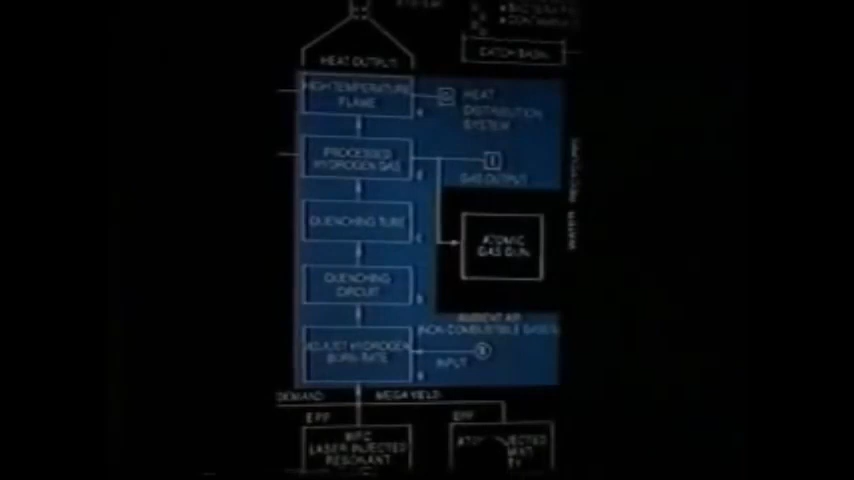 CATCH BASIN
HEAT OUTPUT
HIGH TEMPERATURE
FLAME
HEAT
DISTRIBUTION
SYSTEM
PROCESSED
HYDROGEN GAS
GAS OUTPUT
WATER
QUENCHING TUBE
ATOMIC
GAS GUN
QUENCHING
CIRCUIT
AMBIENT AIR
(NON-COMBUSTIBLE GASES)
ADJUST HYDROGEN
BURN RATE
INPUT
DEMAND
MEGA YIELD
EPF
EPF
LASER INJECTED
RESONANT